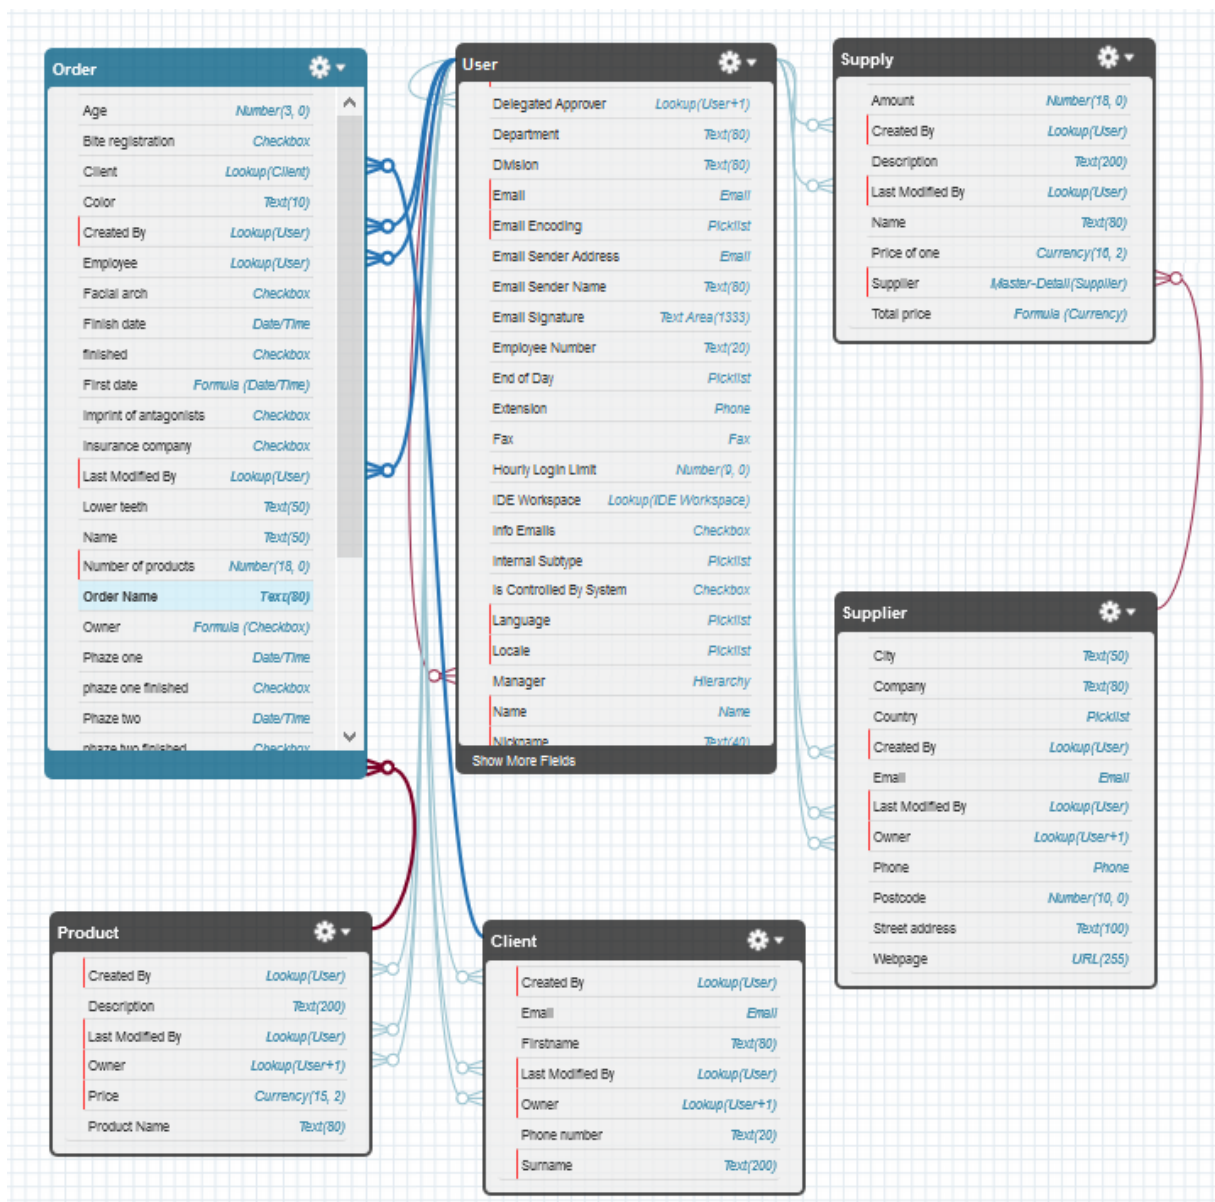 Order
Age Number(3, 0)
Bite registration Checkbox
Client Lookup(Client)
Color Text(10)
Created By Lookup(User)
Employee Lookup(User)
Facial arch Checkbox
Finish date Date/Time
finished Checkbox
First date Formula (Date/Time)
Imprint of antagonists Checkbox
Insurance company Checkbox
Last Modified By Lookup(User)
Lower teeth Text(50)
Name Text(50)
Number of products Number(18, 0)
Order Name Text(80)
Owner Formula (Checkbox)
Phaze one Date/Time
phaze one finished Checkbox
Phaze two Date/Time
phaze two finished Checkbox
User
Delegated Approver Lookup(User+1)
Department Text(80)
Division Text(80)
Email Email
Email Encoding Picklist
Email Sender Address Email
Email Sender Name Text(80)
Email Signature Text Area(1333)
Employee Number Text(20)
End of Day Picklist
Extension Phone
Fax Fax
Hourly Login Limit Number(9, 0)
IDE Workspace Lookup(IDE Workspace)
Info Emails Checkbox
Internal Subtype Picklist
Is Controlled By System Checkbox
Language Picklist
Locale Picklist
Manager Hierarchy
Name Name
Nickname Text(40)
Show More Fields
Supply
Amount Number(18, 0)
Created By Lookup(User)
Description Text(200)
Last Modified By Lookup(User)
Name Text(80)
Price of one Currency(16, 2)
Supplier Master-Detail(Supplier)
Total price Formula (Currency)
Supplier
City Text(50)
Company Text(80)
Country Picklist
Created By Lookup(User)
Email Email
Last Modified By Lookup(User)
Owner Lookup(User+1)
Phone Phone
Postcode Number(10, 0)
Street address Text(100)
Webpage URL(255)
Product
Created By Lookup(User)
Description Text(200)
Last Modified By Lookup(User)
Owner Lookup(User+1)
Price Currency(15, 2)
Product Name Text(80)
Client
Created By Lookup(User)
Email Email
Firstname Text(80)
Last Modified By Lookup(User)
Owner Lookup(User+1)
Phone number Text(20)
Surname Text(200)